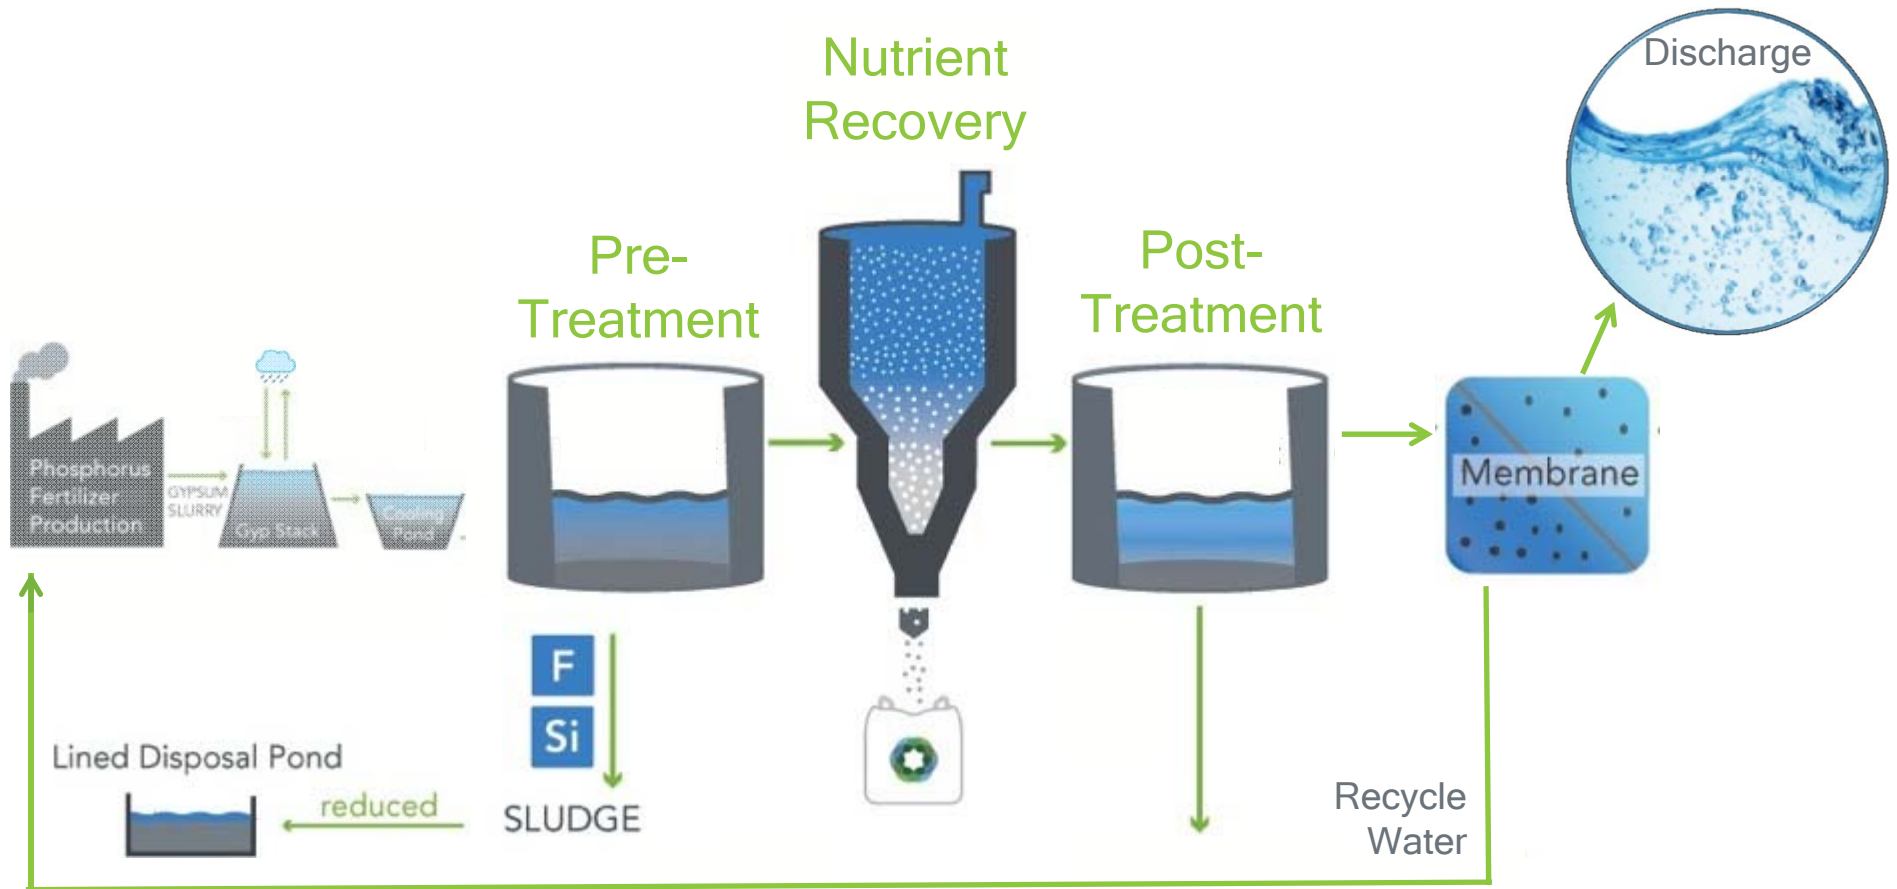 Nutrient
Recovery
Discharge
Pre-
Treatment
Post-
Treatment
Phosphorus
Fertilizer
Production
GYPSUM
SLURRY
Gyp Stack
Cooling
Pond
Membrane
F
Si
SLUDGE
reduced
Lined Disposal Pond
Recycle
Water